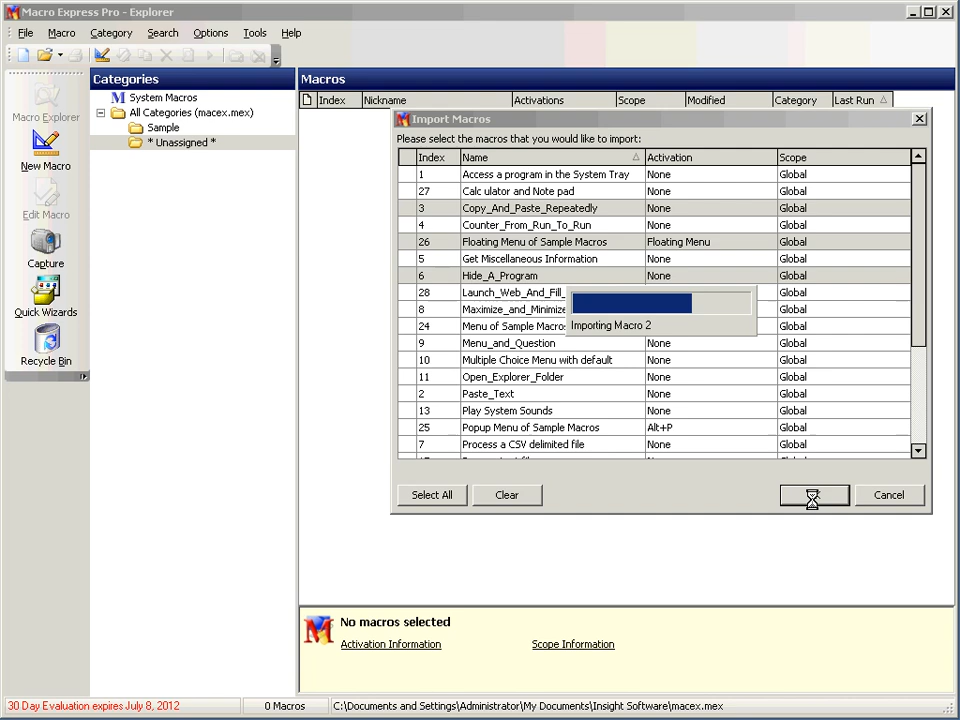 Macro Express Pro - Explorer
File Macro Category Search Options Tools Help
Macro Explorer
New Macro
Edit Macro
Capture
Quick Wizards
Recycle Bin
Categories
System Macros
All Categories (macex.mex)
Sample
* Unassigned *
Macros
Index Nickname Activations Scope Modified Category Last Run
Import Macros
Please select the macros that you would like to import:
Index Name Activation Scope
1 Access a program in the System Tray None Global
27 Calc ulator and Note pad None Global
3 Copy_And_Paste_Repeatedly None Global
4 Counter_From_Run_To_Run None Global
26 Floating Menu of Sample Macros Floating Menu Global
5 Get Miscellaneous Information None Global
6 Hide_A_Program None Global
28 Launch_Web_And_Fill_ Global
8 Maximize_and_Minimize Global
24 Menu of Sample Macros Global
9 Menu_and_Question None Global
10 Multiple Choice Menu with default None Global
11 Open_Explorer_Folder None Global
2 Paste_Text None Global
13 Play System Sounds None Global
25 Popup Menu of Sample Macros Alt+P Global
7 Process a CSV delimited file None Global
Importing Macro 2
Select All Clear Cancel
No macros selected
Activation Information Scope Information
30 Day Evaluation expires July 8, 2012 0 Macros C:\Documents and Settings\Administrator\My Documents\Insight Software\macex.mex